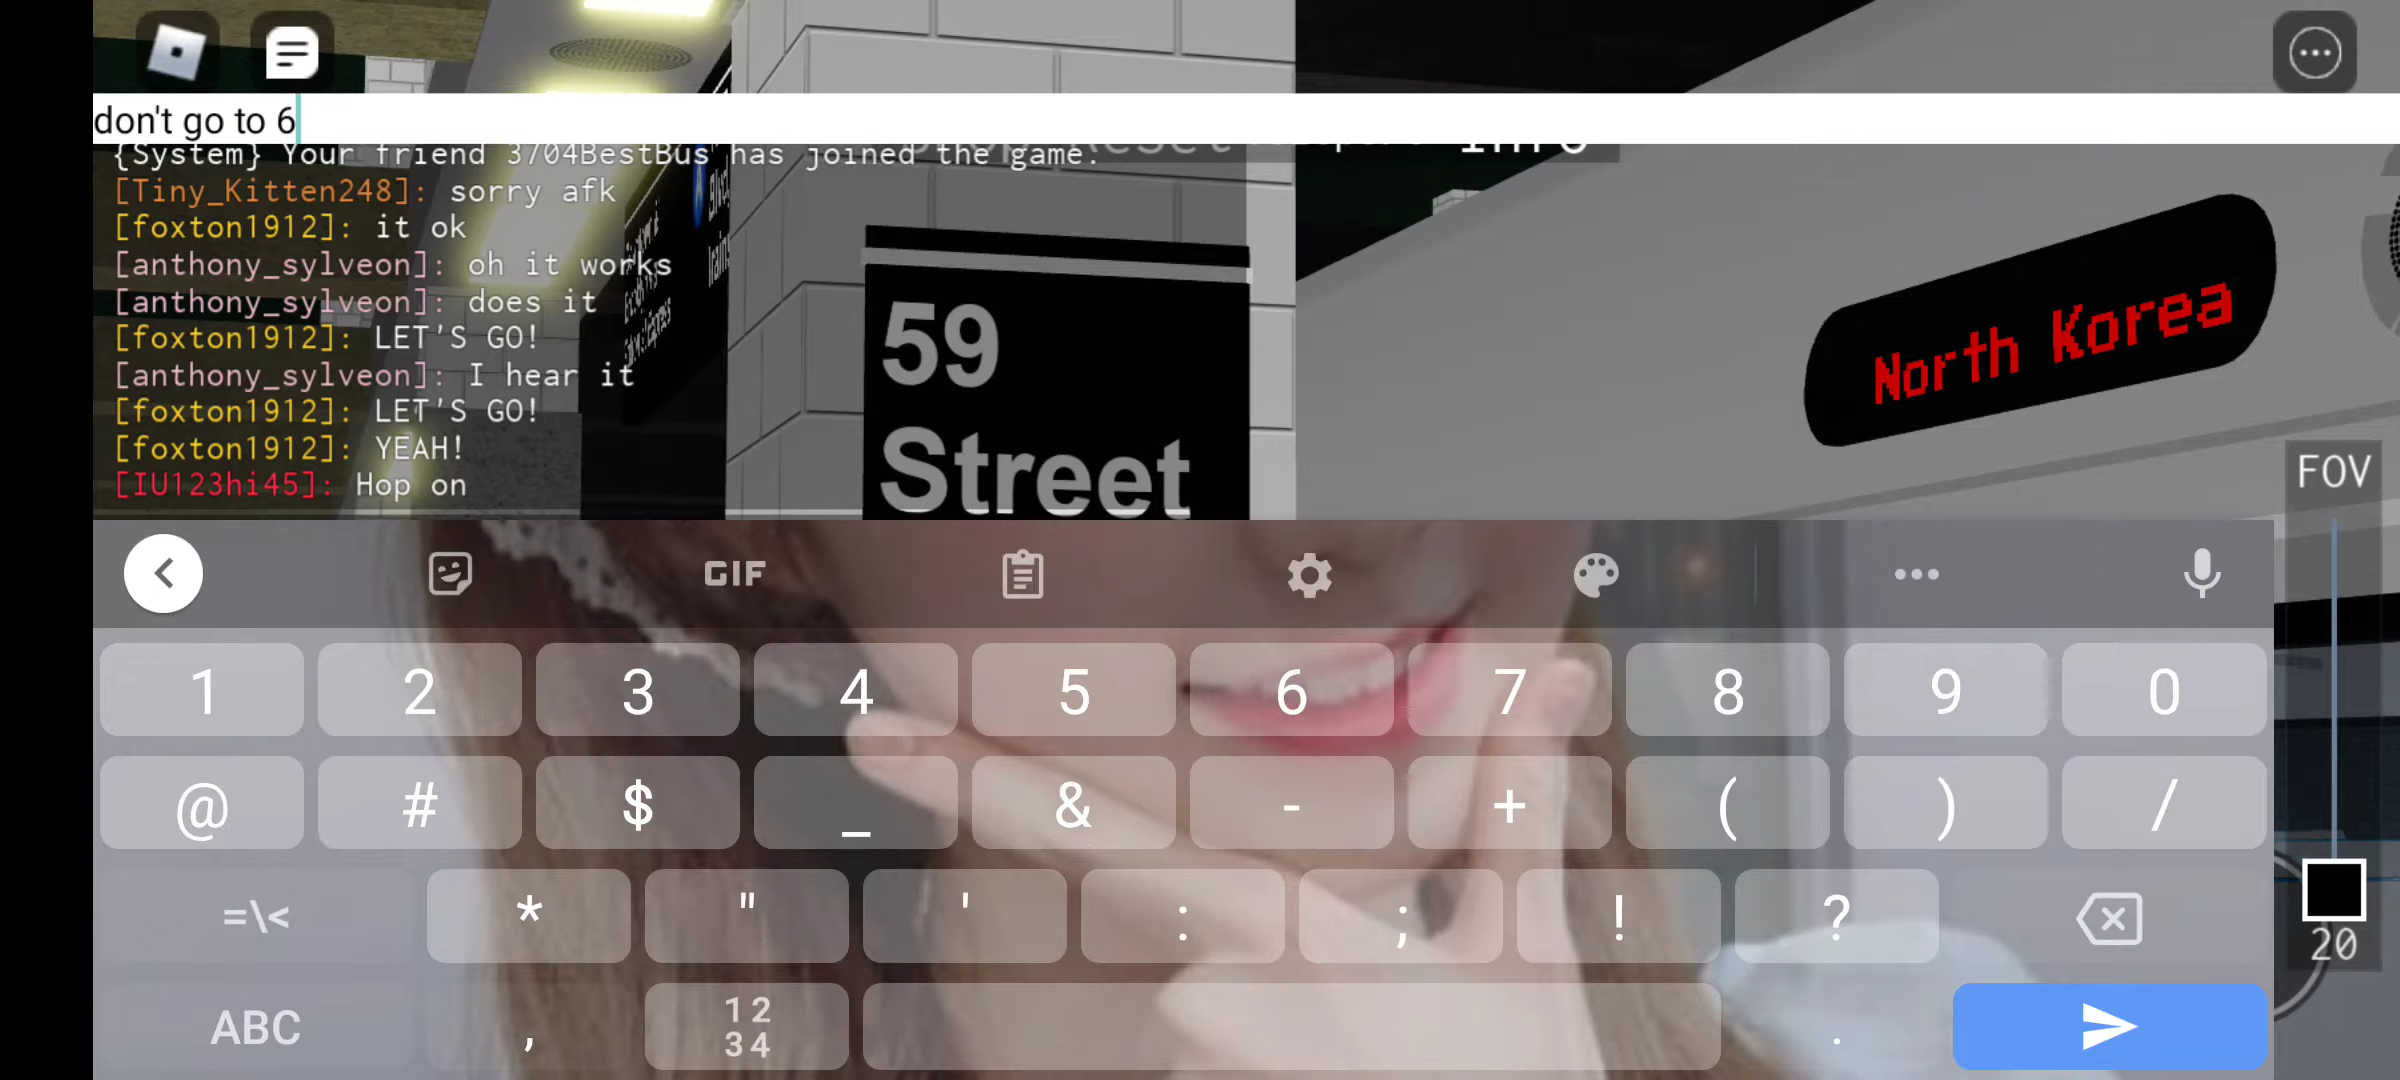 don't go to 6
{System} Your friend 3704BestBus has joined the game.
[Tiny_Kitten248]: sorry afk
[foxton1912]: it ok
[anthony_sylveon]: oh it works
[anthony_sylveon]: does it
[foxton1912]: LET'S GO!
[anthony_sylveon]: I hear it
[foxton1912]: LET'S GO!
[foxton1912]: YEAH!
[IU123hi45]: Hop on
59
Street
North Korea
FOV
20
GIF
1 2 3 4 5 6 7 8 9 0
@ # $ _ & - + ( ) /
=\< * " ' : ; ! ?
ABC , 12 34 .